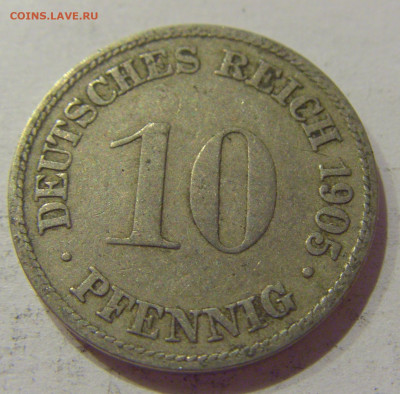 COINS.LAVE.RU
DEUTSCHES REICH 1905.
10
· PFENNIG ·